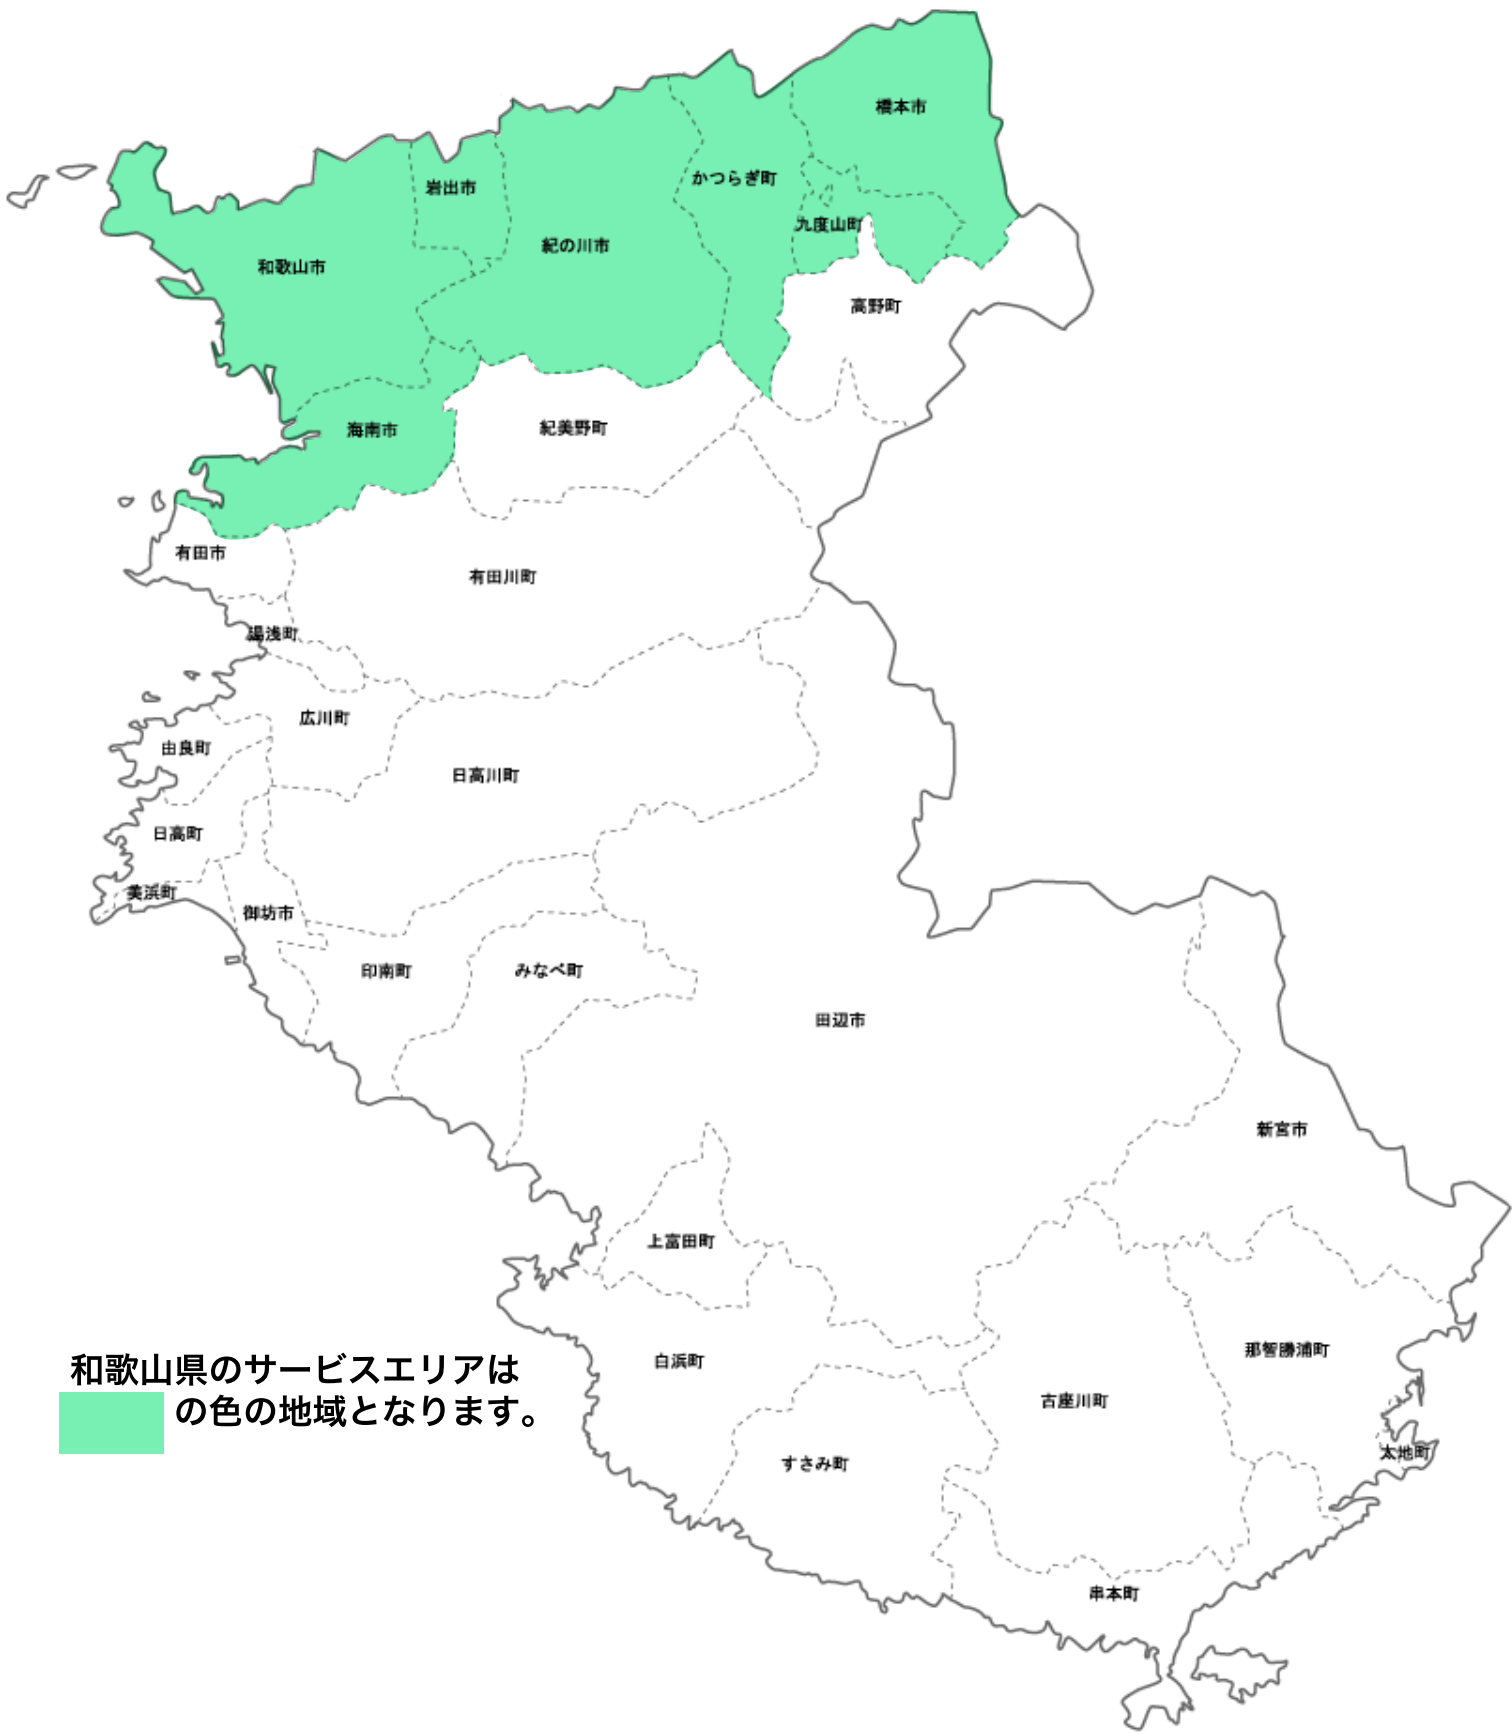 橋本市
かつらぎ町
岩出市
九度山町
紀の川市
和歌山市
高野町
海南市
紀美野町
有田市
有田川町
湯浅町
広川町
由良町
日高川町
日高町
美浜町
御坊市
印南町
みなべ町
田辺市
新宮市
上富田町
那智勝浦町
白浜町
和歌山県のサービスエリアは
の色の地域となります。
古座川町
太地町
すさみ町
串本町